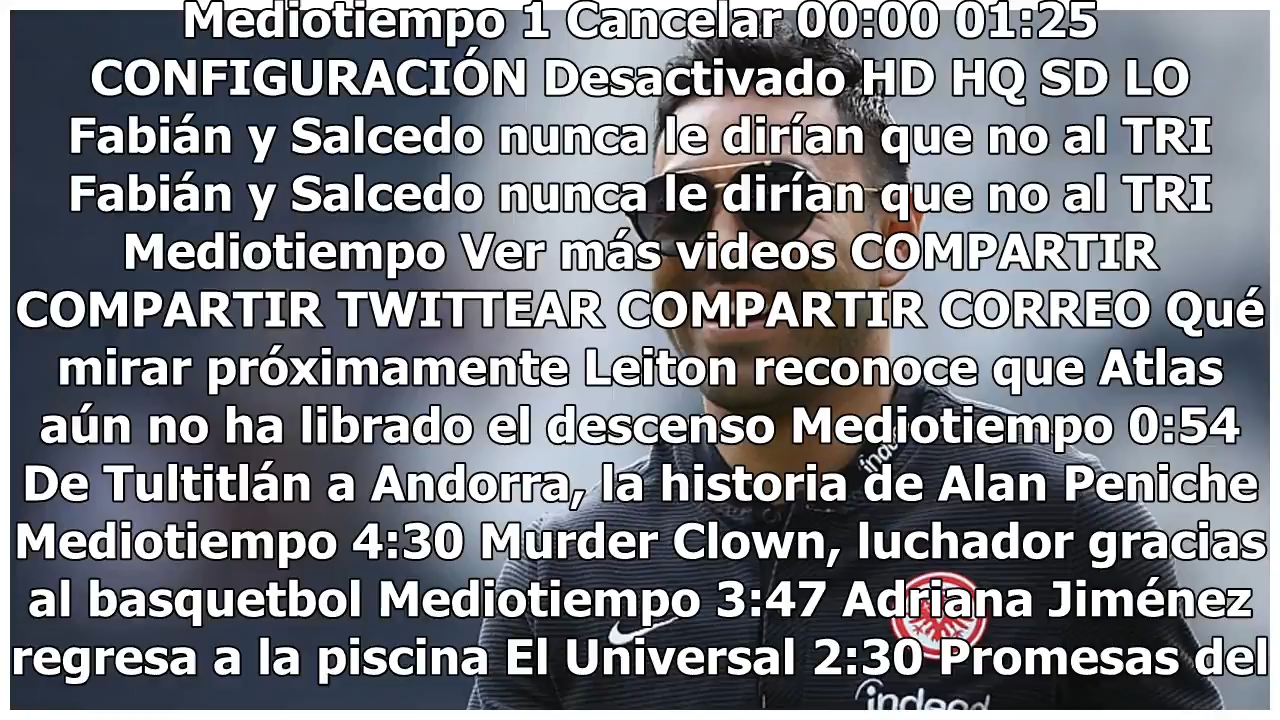 Mediotiempo 1 Cancelar 00:00 01:25
CONFIGURACIÓN Desactivado HD HQ SD LO
Fabián y Salcedo nunca le dirían que no al TRI
Fabián y Salcedo nunca le dirían que no al TRI
Mediotiempo Ver más videos COMPARTIR
COMPARTIR TWITTEAR COMPARTIR CORREO Qué
mirar próximamente Leiton reconoce que Atlas
aún no ha librado el descenso Mediotiempo 0:54
De Tultitlán a Andorra, la historia de Alan Peniche
Mediotiempo 4:30 Murder Clown, luchador gracias
al basquetbol Mediotiempo 3:47 Adriana Jiménez
regresa a la piscina El Universal 2:30 Promesas del
indeed
indeed